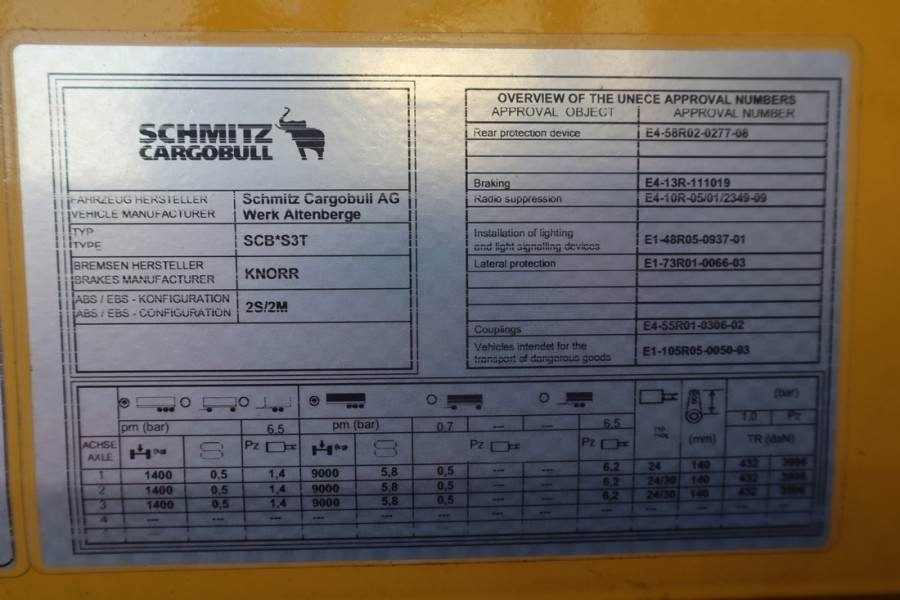 SCHMITZ
CARGOBULL
FAHRZEUG HERSTELLER
VEHICLE MANUFACTURER
Schmitz Cargobull AG
Werk Altenberge
TYP
TYPE
SCB*S3T
BREMSEN HERSTELLER
BRAKES MANUFACTURER
KNORR
ABS / EBS - KONFIGURATION
ABS / EBS - CONFIGURATION
2S/2M
OVERVIEW OF THE UNECE APPROVAL NUMBERS
APPROVAL OBJECT APPROVAL NUMBER
Rear protection device E4-58R02-0277-08
Braking E4-13R-111019
Radio suppression E4-10R-05/01/2349-09
Installation of lighting
and light signalling devices
E1-48R05-0937-01
Lateral protection E1-73R01-0066-03
Couplings E4-55R01-0306-02
Vehicles intendet for the
transport of dangerous goods
E1-105R05-0050-03
(bar)
pm (bar) 6,5 pm (bar) 0,7 --- --- 6,5 1,0 Pz
ACHSE
AXLE
Pz Pz Pz (mm) TR (daN)
1 1400 0,5 1,4 9000 5,8 0,5 --- --- 6,2 24 140 432
2 1400 0,5 1,4 9000 5,8 0,5 --- --- 6,2 24/30 140 432
3 1400 0,5 1,4 9000 5,8 0,5 --- --- 6,2 24/30 140 432
4 --- --- --- --- --- --- --- --- --- --- --- --- ---